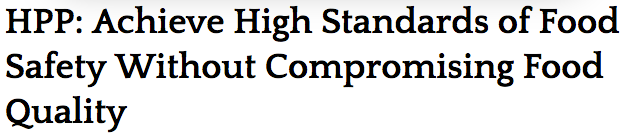 HPP: Achieve High Standards of Food
Safety Without Compromising Food
Quality